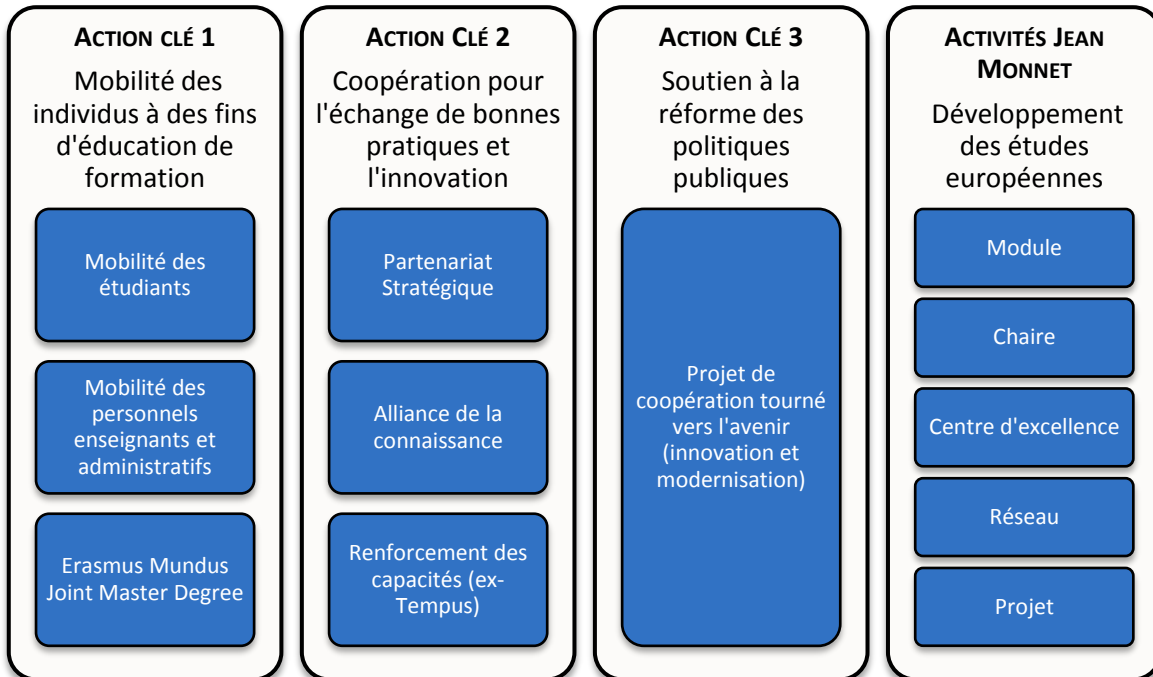 ACTION CLÉ 1
Mobilité des
individus à des fins
d'éducation de
formation
Mobilité des
étudiants
Mobilité des
personnels
enseignants et
administratifs
Erasmus Mundus
Joint Master Degree
ACTION CLÉ 2
Coopération pour
l'échange de bonnes
pratiques et
l'innovation
Partenariat
Stratégique
Alliance de la
connaissance
Renforcement des
capacités (ex-
Tempus)
ACTION CLÉ 3
Soutien à la
réforme des
politiques
publiques
Projet de
coopération tourné
vers l'avenir
(innovation et
modernisation)
ACTIVITÉS JEAN
MONNET
Développement
des études
européennes
Module
Chaire
Centre d'excellence
Réseau
Projet